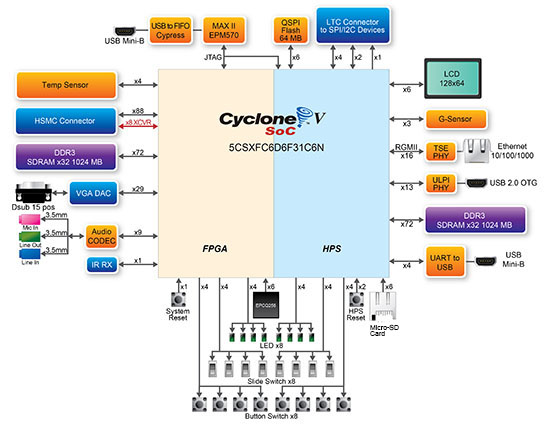 USB Mini-B
USB to FIFO
Cypress
MAX II
EPM570
QSPI
Flash
64 MB
LTC Connector
to SPI/I2C Devices
JTAG
x6
x4
x2
x1
Temp Sensor
x4
HSMC Connector
x88
x8 XCVR
DDR3
SDRAM x32 1024 MB
x72
Dsub 15 pos
VGA DAC
x29
Mic In
3.5mm
Line Out
3.5mm
Line In
3.5mm
Audio
CODEC
x9
IR RX
x1
Cyclone V
SoC
5CSXFC6D6F31C6N
FPGA
HPS
x6
LCD
128x64
x3
G-Sensor
RGMII
x16
TSE
PHY
Ethernet
10/100/1000
x13
ULPI
PHY
USB 2.0 OTG
x72
DDR3
SDRAM x32 1024 MB
x4
UART to
USB
USB
Mini-B
x1
x4
x4
x4
x6
x4
x4
x4
x2
x6
System
Reset
EPCQ256
HPS
Reset
Micro-SD
Card
LED x8
Slide Switch x8
Button Switch x8